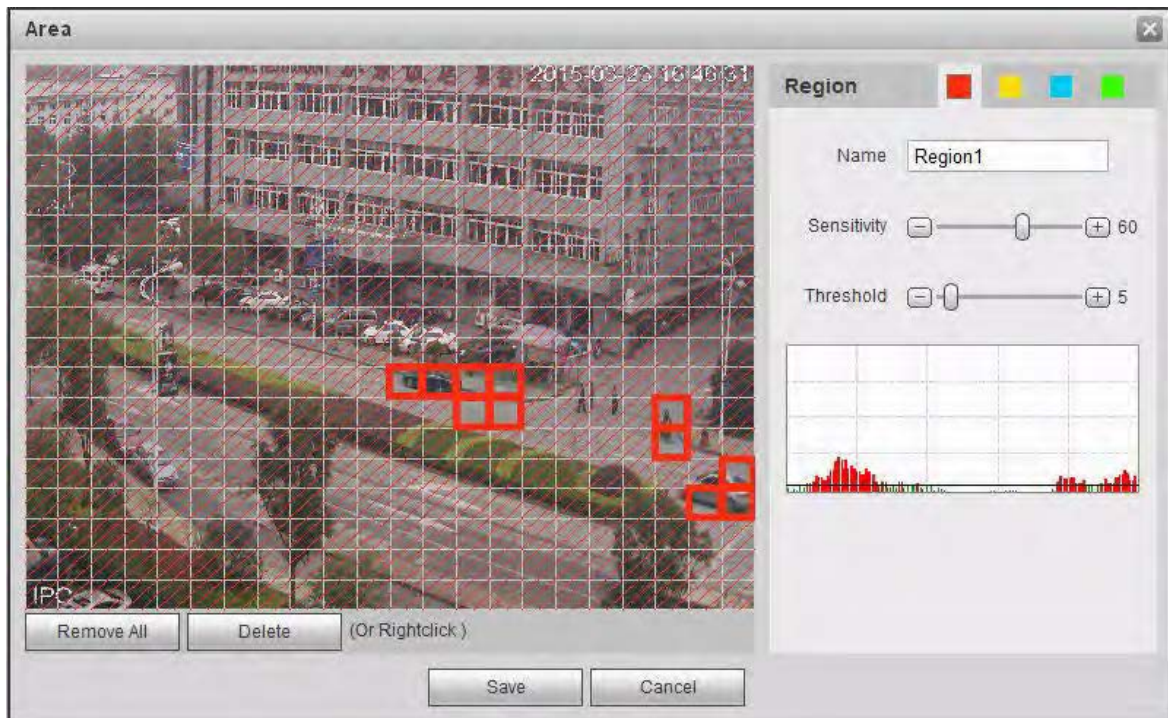 Area
2015-03-23 16:46:31
Region
Name Region1
Sensitivity 60
Threshold 5
IPC
Remove All Delete (Or Rightclick )
Save Cancel